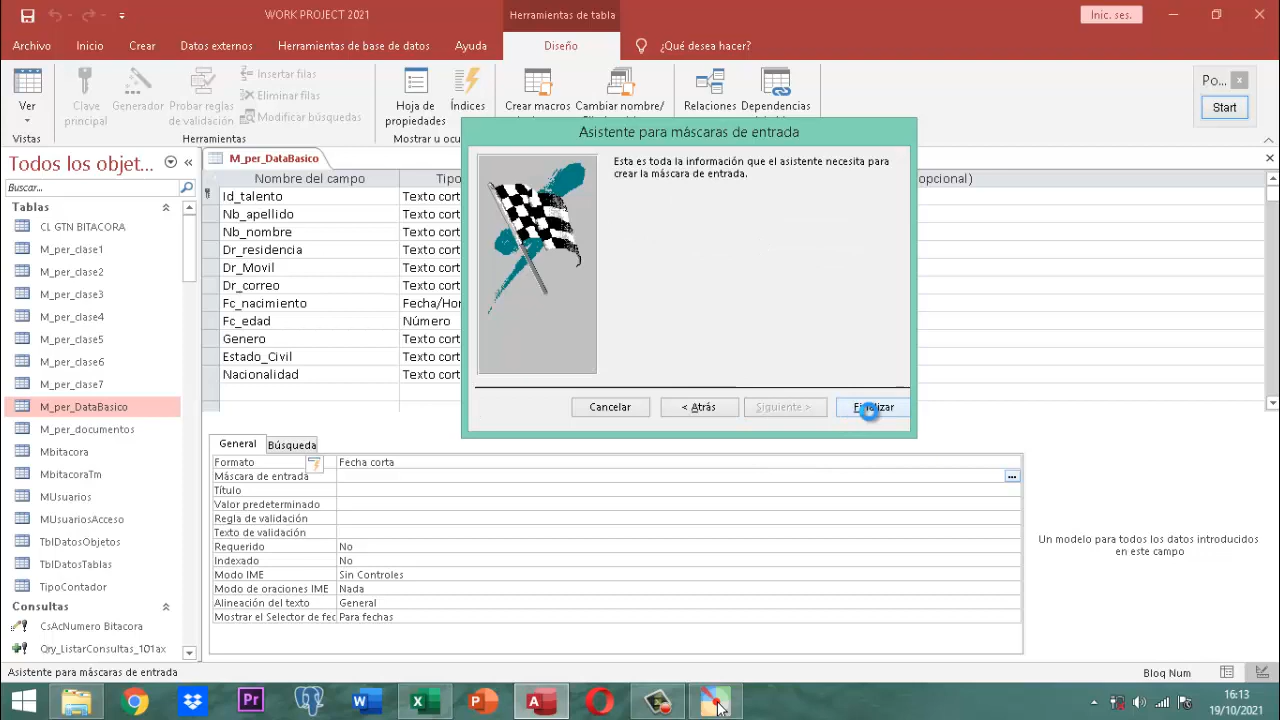 WORK PROJECT 2021
Herramientas de tabla
Inic. ses.
Archivo
Inicio
Crear
Datos externos
Herramientas de base de datos
Ayuda
Diseño
¿Qué desea hacer?
Ver
Vistas
Clave principal
Generador
Probar reglas de validación
Insertar filas
Eliminar filas
Modificar búsquedas
Herramientas
Hoja de propiedades
Índices
Mostrar u ocu
Crear macros
Cambiar nombre/
Relaciones
Dependencias
Po...
Start
Todos los objet...
Buscar...
Tablas
CL GTN BITACORA
M_per_clase1
M_per_clase2
M_per_clase3
M_per_clase4
M_per_clase5
M_per_clase6
M_per_clase7
M_per_DataBasico
M_per_documentos
Mbitacora
MbitacoraTm
MUsuarios
MUsuariosAcceso
TblDatosObjetos
TblDatosTablas
TipoContador
Consultas
CsAcNumero Bitacora
Qry_ListarConsultas_101ax
M_per_DataBasico
Nombre del campo Tipo opcional)
Id_talento Texto cort
Nb_apellido Texto cort
Nb_nombre Texto cort
Dr_residencia Texto cort
Dr_Movil Texto cort
Dr_correo Texto cort
Fc_nacimiento Fecha/Hor
Fc_edad Número
Genero Texto cort
Estado_Civil Texto cort
Nacionalidad Texto cort
Asistente para máscaras de entrada
Esta es toda la información que el asistente necesita para
crear la máscara de entrada.
Cancelar
< Atrás
Siguiente >
Finalizar
General
Búsqueda
Formato Fecha corta
Máscara de entrada
Título
Valor predeterminado
Regla de validación
Texto de validación
Requerido No
Indexado No
Modo IME Sin Controles
Modo de oraciones IME Nada
Alineación del texto General
Mostrar el Selector de fec Para fechas
Un modelo para todos los datos introducidos
en este campo
Asistente para máscaras de entrada
Bloq Num
16:13
19/10/2021